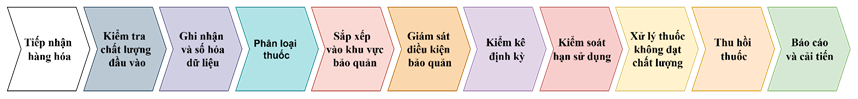 Tiếp nhận
hàng hóa
Kiểm tra
chất lượng
đầu vào
Ghi nhận
và số hóa
dữ liệu
Phân loại
thuốc
Sắp xếp
vào khu vực
bảo quản
Giám sát
điều kiện
bảo quản
Kiểm kê
định kỳ
Kiểm soát
hạn sử dụng
Xử lý thuốc
không đạt
chất lượng
Thu hồi
thuốc
Báo cáo
và cải tiến